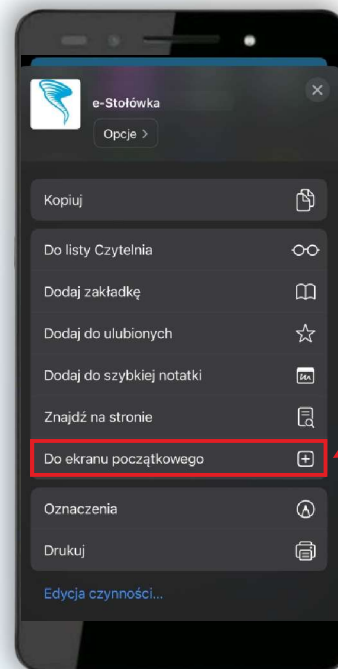 e-Stołówka
Opcje >
Kopiuj
Do listy Czytelnia
Dodaj zakładkę
Dodaj do ulubionych
Dodaj do szybkiej notatki
Znajdź na stronie
Do ekranu początkowego
Oznaczenia
Drukuj
Edycja czynności...